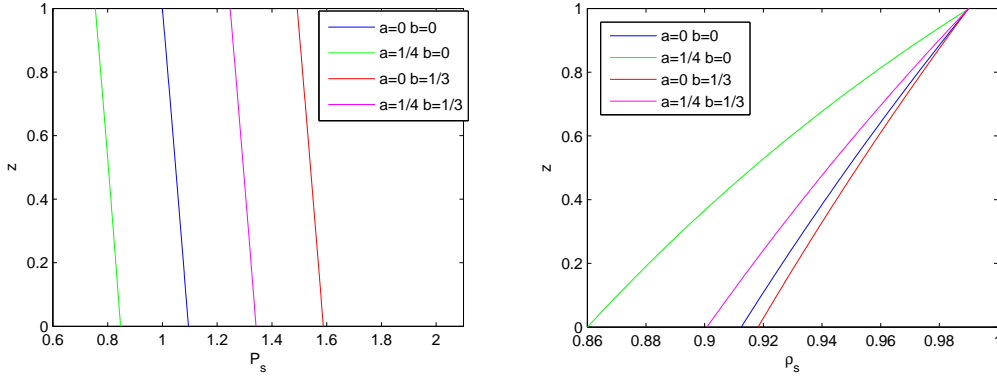 1
0.8
0.6
0.4
0.2
0
z
0.6 0.8 1 1.2 1.4 1.6 1.8 2
P_s
a=0 b=0
a=1/4 b=0
a=0 b=1/3
a=1/4 b=1/3
1
0.8
0.6
0.4
0.2
0
z
0.86 0.88 0.9 0.92 0.94 0.96 0.98 1
ρ_s
a=0 b=0
a=1/4 b=0
a=0 b=1/3
a=1/4 b=1/3